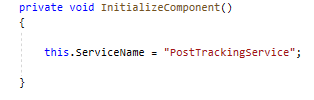 private void InitializeComponent()
{
this.ServiceName = "PostTrackingService";
}